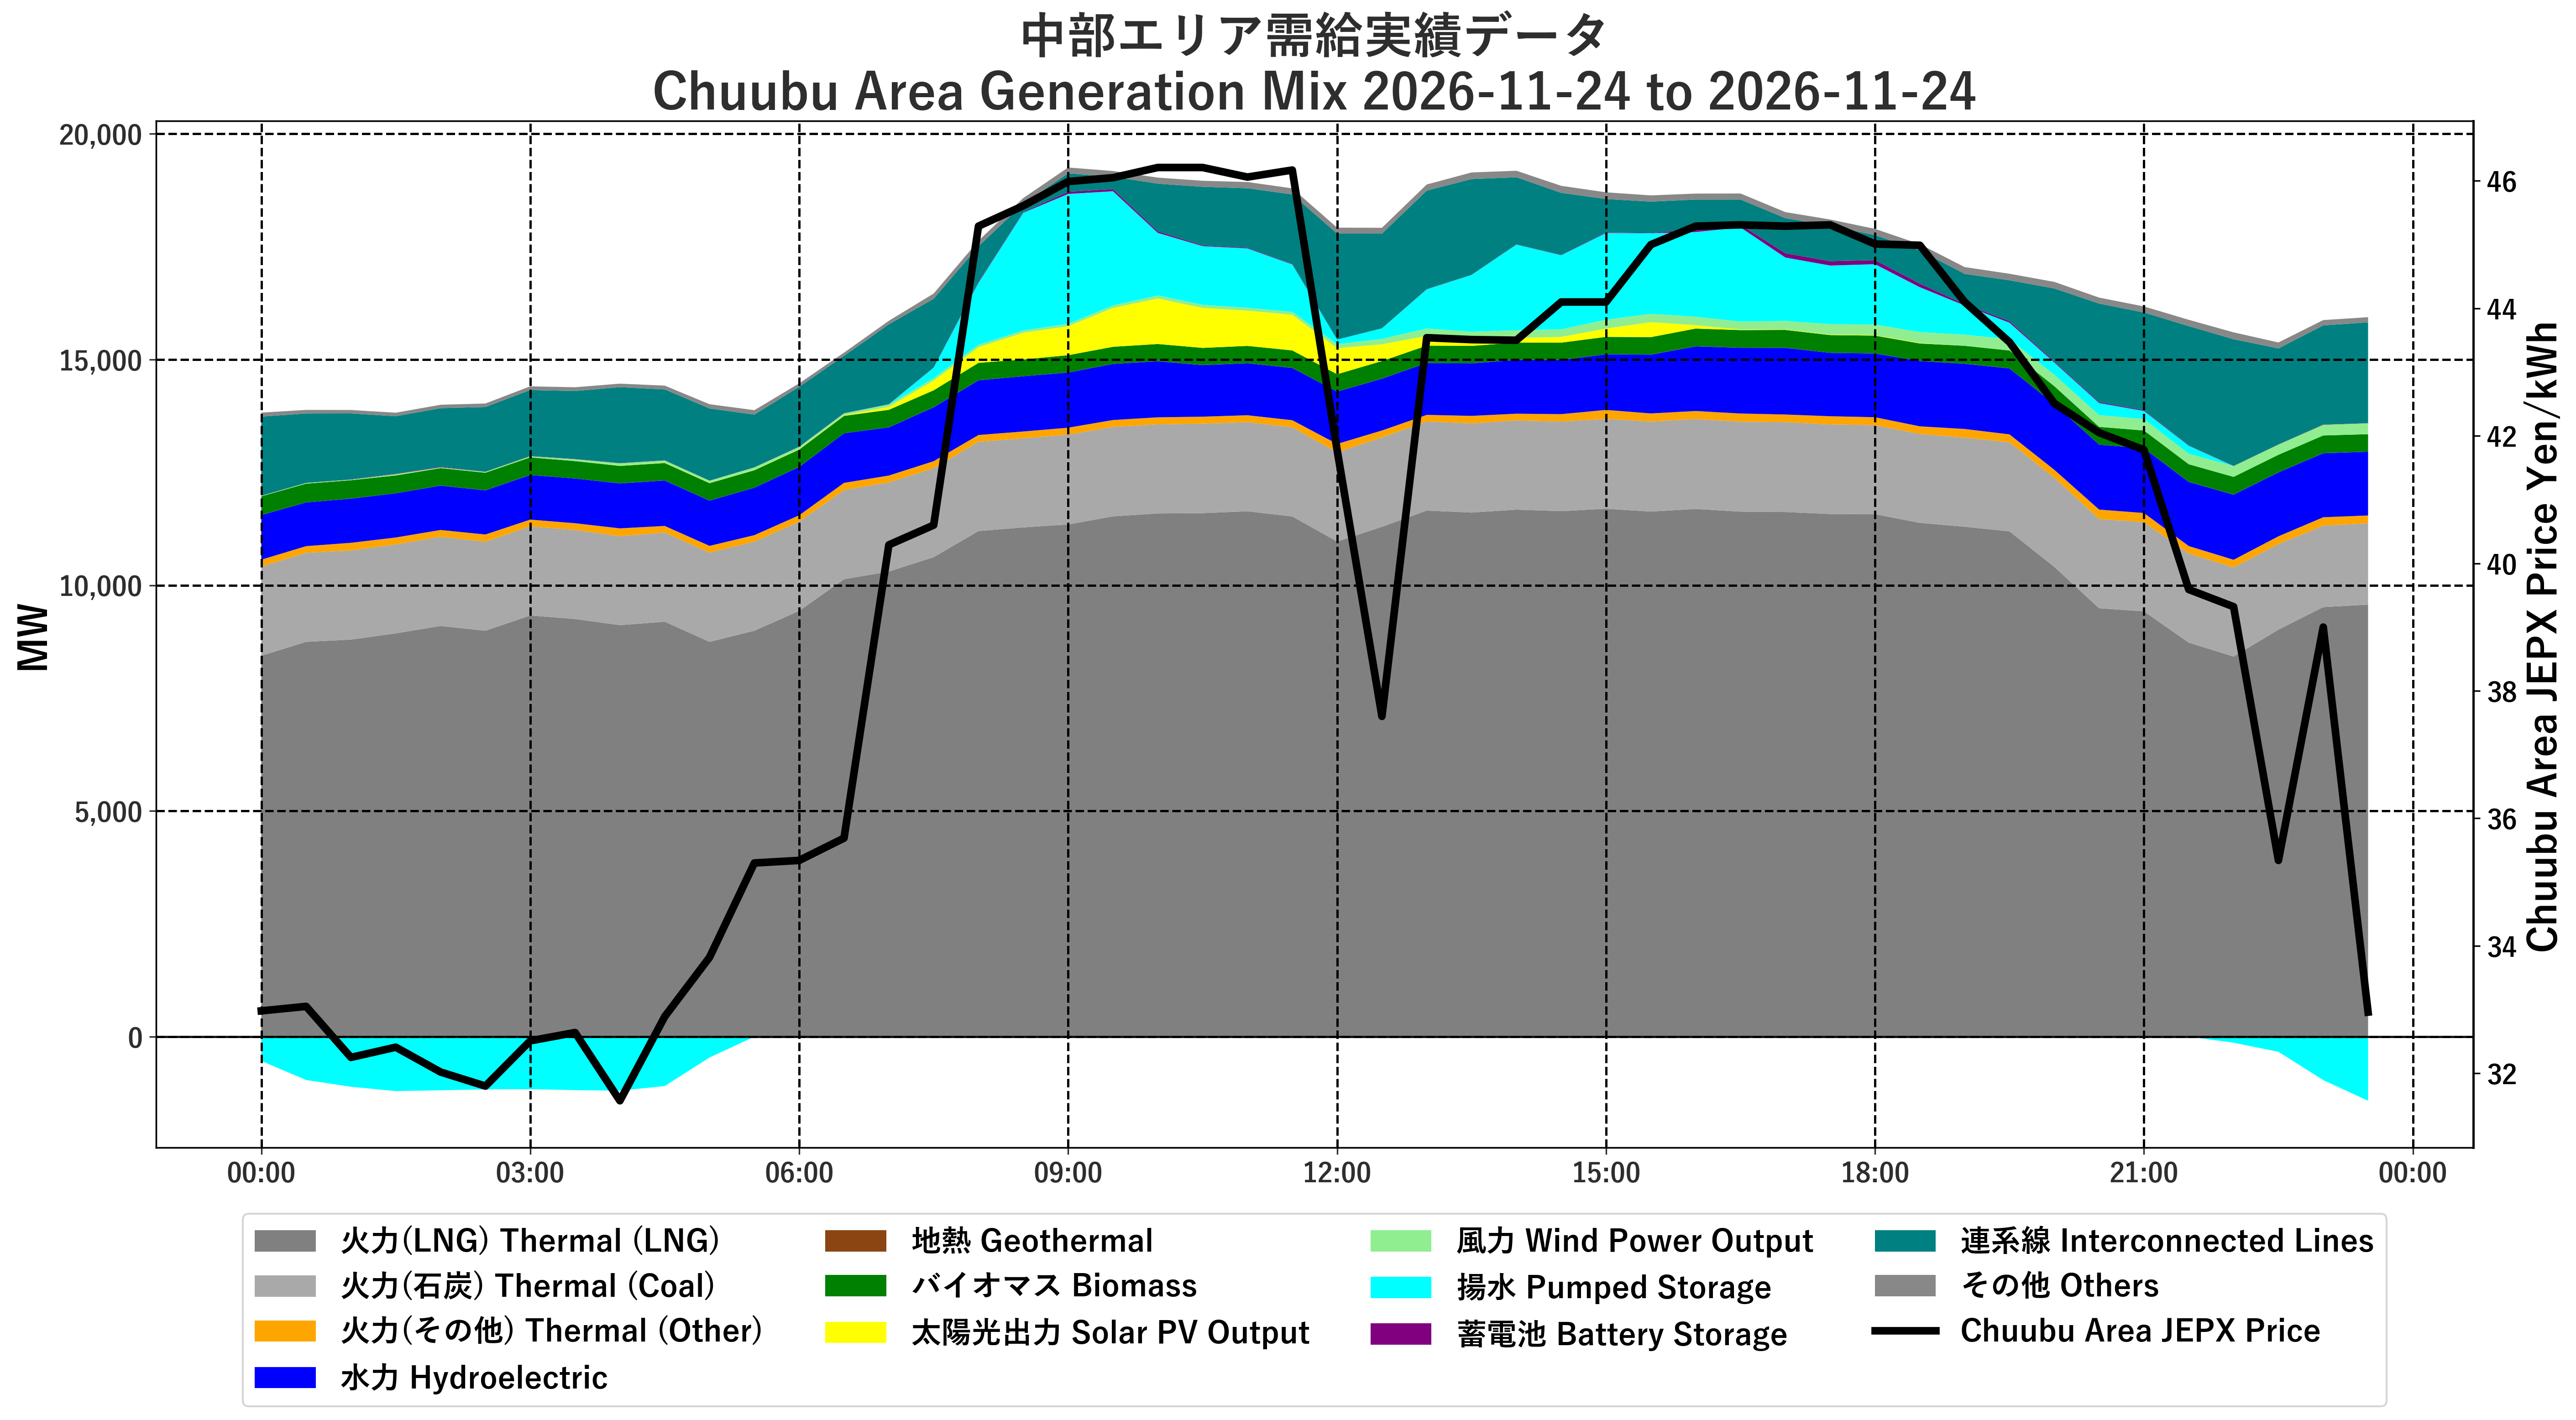 中部エリア需給実績データ
Chuubu Area Generation Mix 2026-11-24 to 2026-11-24
MW
20,000
15,000
10,000
5,000
0
46
44
42
40
38
36
34
32
Chuubu Area JEPX Price Yen/kWh
00:00 03:00 06:00 09:00 12:00 15:00 18:00 21:00 00:00
火力(LNG) Thermal (LNG)
火力(石炭) Thermal (Coal)
火力(その他) Thermal (Other)
水力 Hydroelectric
地熱 Geothermal
バイオマス Biomass
太陽光出力 Solar PV Output
風力 Wind Power Output
揚水 Pumped Storage
蓄電池 Battery Storage
連系線 Interconnected Lines
その他 Others
Chuubu Area JEPX Price